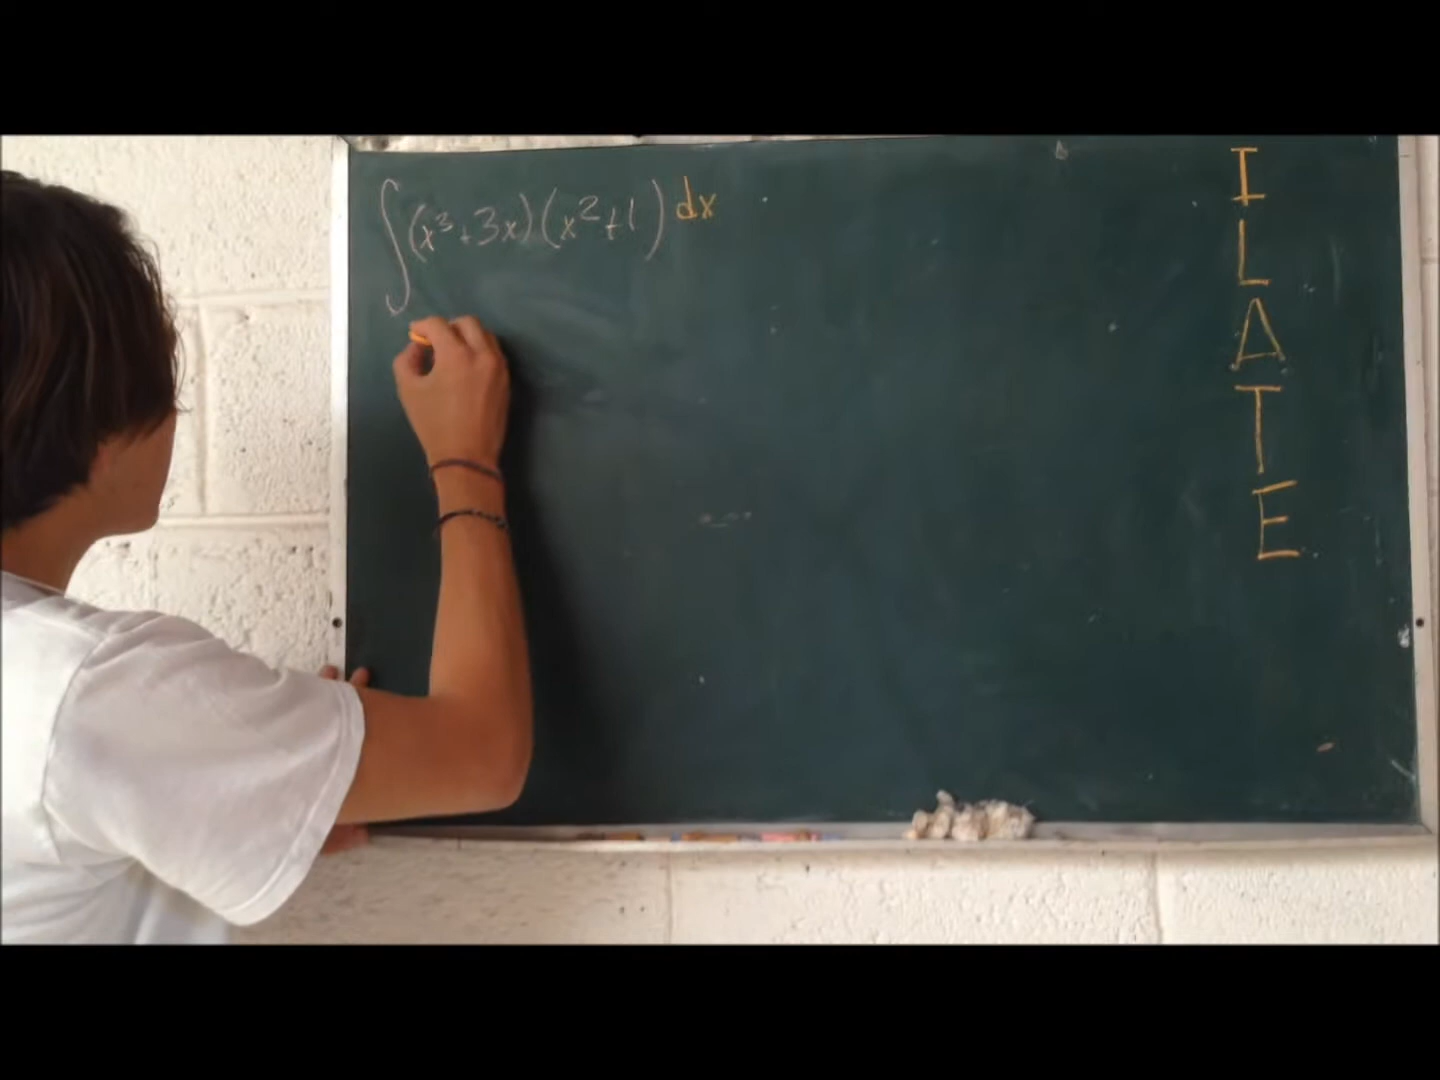 ∫(x³+3x)(x²+1)dx
I
L
A
T
E